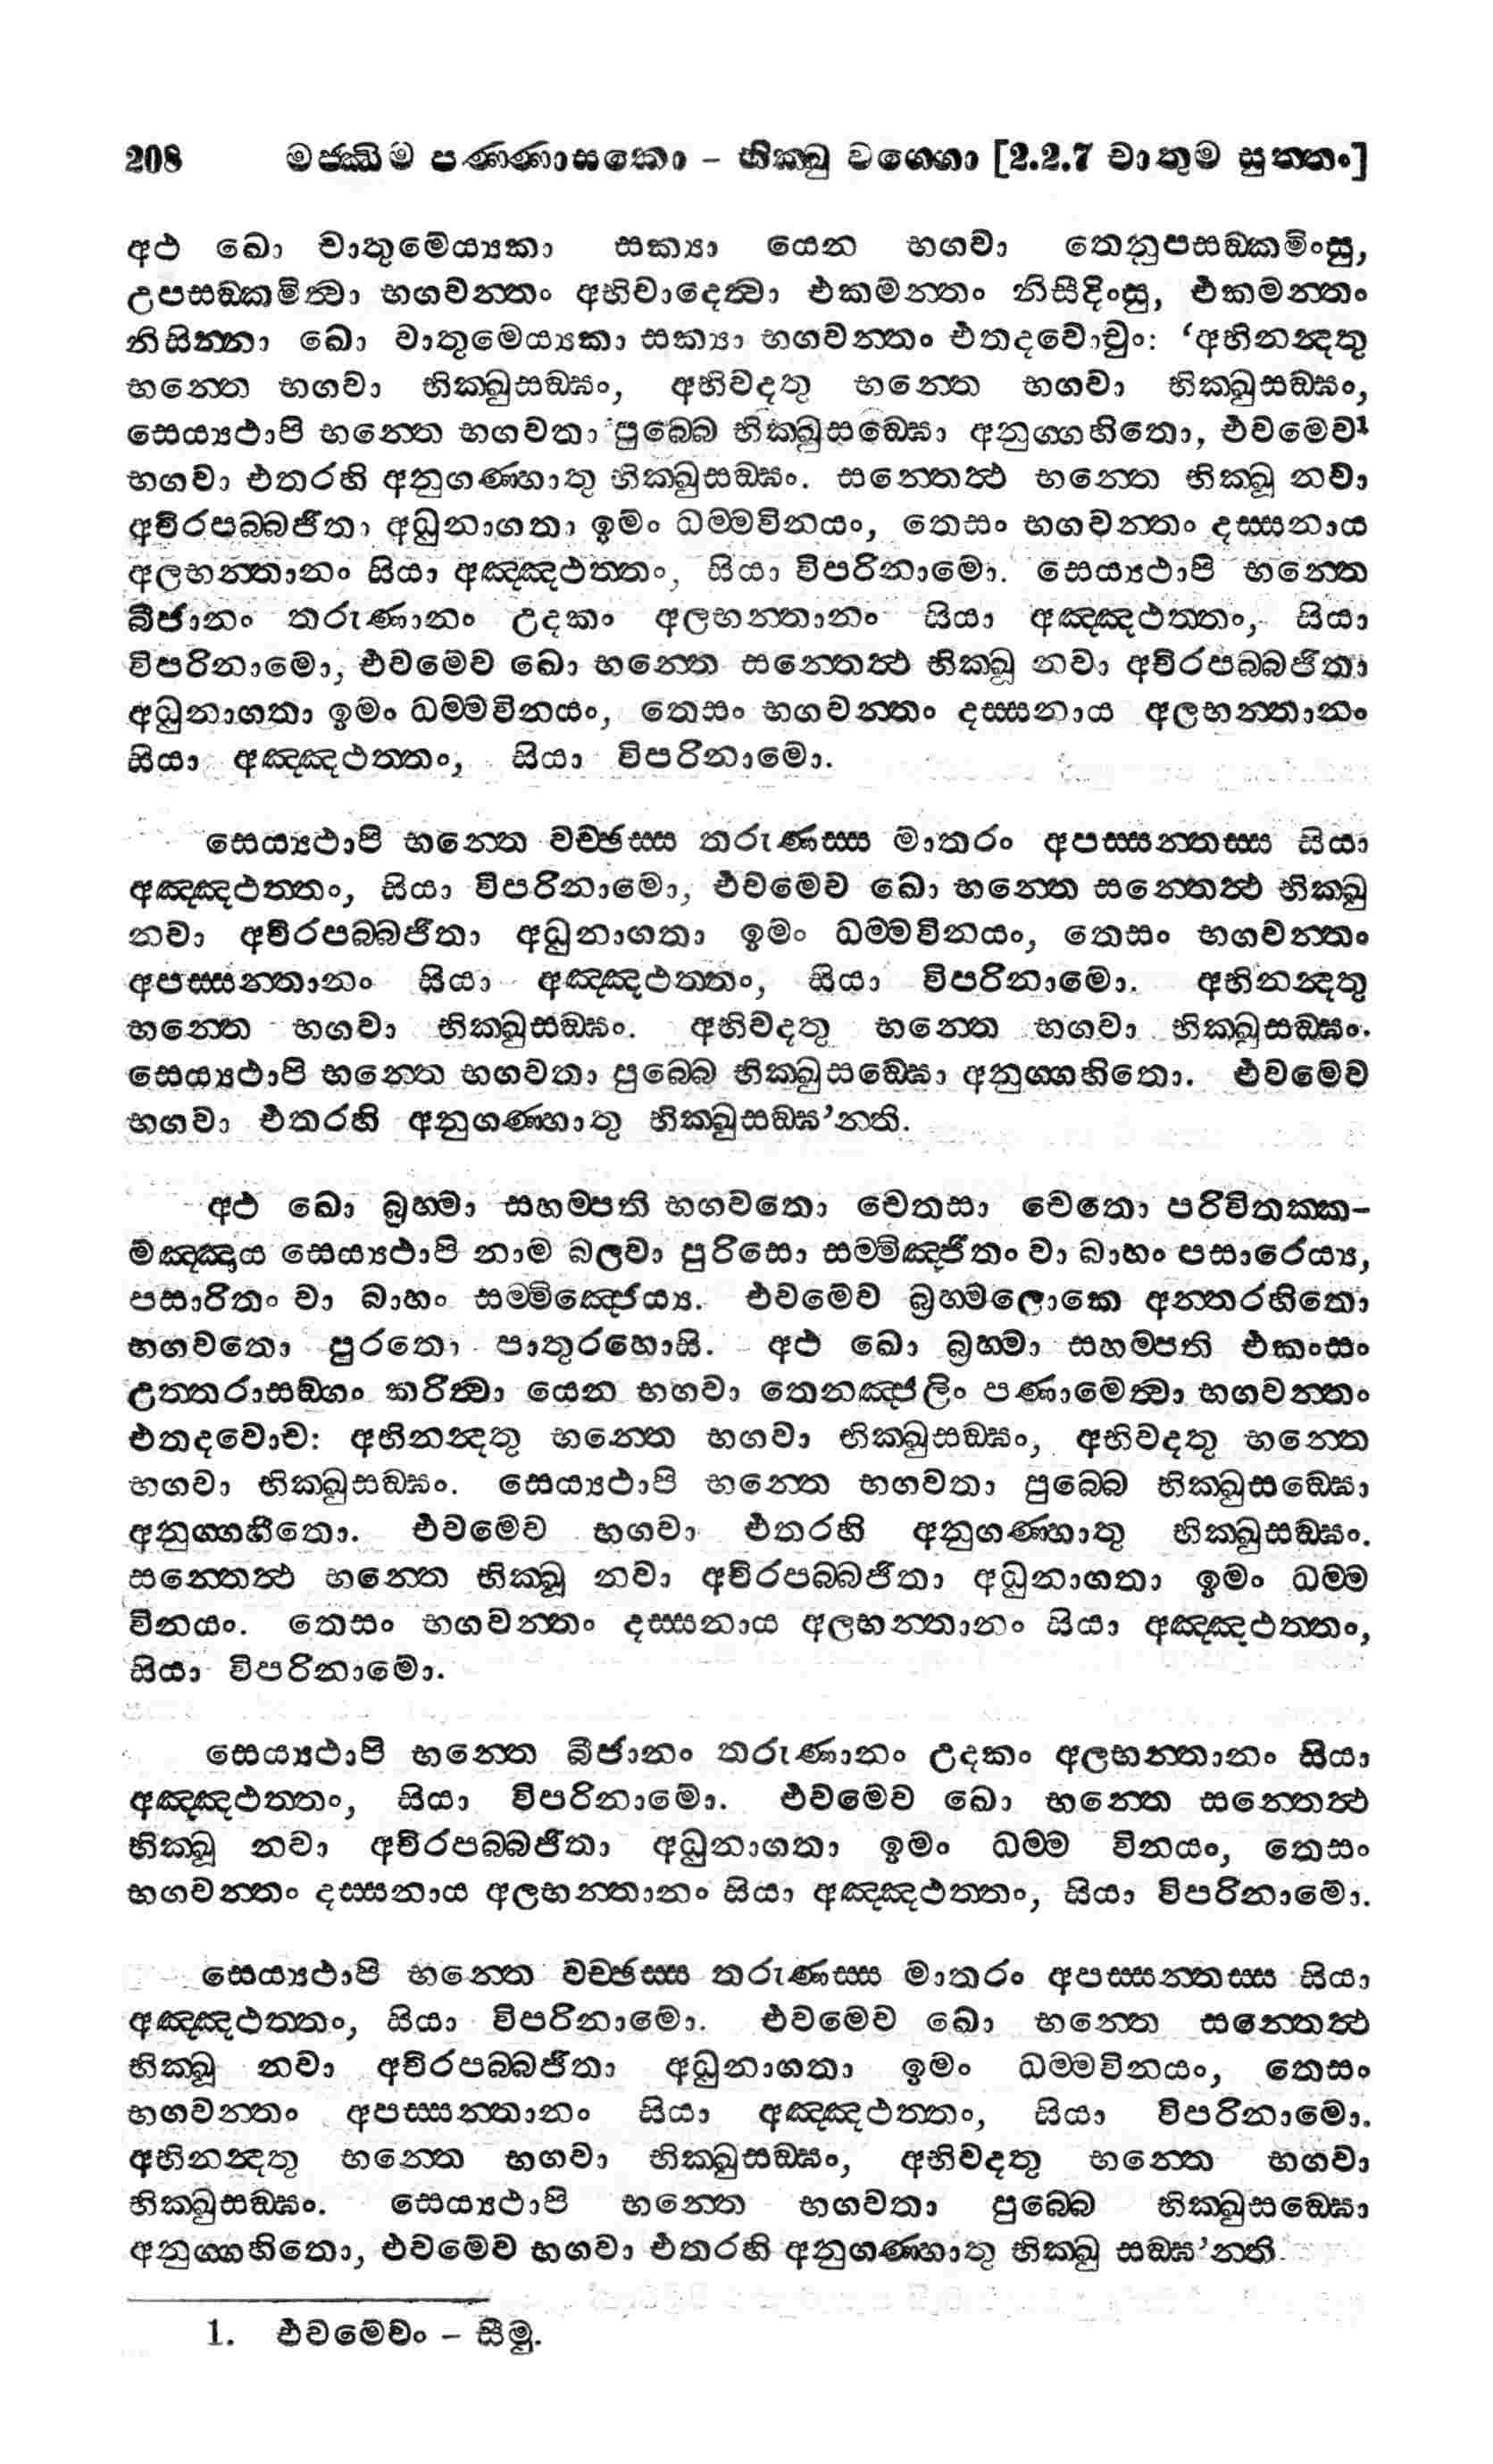 208 මජ්ඣිම පණ්ණාසකො – භික්ඛු වග්ගො [2.2.7 චාතුම සුත්තං]
අථ ඛො චාතුමෙය්‍යකා සක්‍යා යෙන භගවා තෙනුපසඞ්කමිංසු,
උපසඞ්කමිත්‍වා භගවන්තං අභිවාදෙත්‍වා එකමන්තං නිසීදිංසු, එකමන්තං
නිසින්නා ඛො චාතුමෙය්‍යකා සක්‍යා භගවන්තං එතදවොචුං: ‘අභිනන්‍දතු
භන්තෙ භගවා භික්ඛුසඞ්ඝං, අභිවදතු භන්තෙ භගවා භික්ඛුසඞ්ඝං,
සෙය්‍යථාපි භන්තෙ භගවතා පුබ්බෙ භික්ඛුසඞ්ඝො අනුග්ගහිතො, එවමෙව1
භගවා එතරහි අනුගණ්හාතු භික්ඛුසඞ්ඝං. සන්තෙත්‍ථ භන්තෙ භික්ඛූ නවා
අචිරපබ්බජිතා අධුනාගතා ඉමං ධම්මවිනයං, තෙසං භගවන්තං දස්සනාය
අලභන්තානං සියා අඤ්ඤථත්තං, සියා විපරිනාමො. සෙය්‍යථාපි භන්තෙ
බීජානං තරුණානං උදකං අලභන්තානං සියා අඤ්ඤථත්තං, සියා
විපරිනාමො, එවමෙව ඛො භන්තෙ සන්තෙත්‍ථ භික්ඛූ නවා අචිරපබ්බජිතා
අධුනාගතා ඉමං ධම්මවිනයං, තෙසං භගවන්තං දස්සනාය අලභන්තානං
සියා අඤ්ඤථත්තං, සියා විපරිනාමො.
සෙය්‍යථාපි භන්තෙ වච්ඡස්ස තරුණස්ස මාතරං අපස්සන්තස්ස සියා
අඤ්ඤථත්තං, සියා විපරිනාමො, එවමෙව ඛො භන්තෙ සන්තෙත්‍ථ භික්ඛු
නවා අචිරපබ්බජිතා අධුනාගතා ඉමං ධම්මවිනයං, තෙසං භගවන්තං
අපස්සන්තානං සියා අඤ්ඤථත්තං, සියා විපරිනාමො. අභිනන්‍දතු
භන්තෙ භගවා භික්ඛුසඞ්ඝං. අභිවදතු භන්තෙ භගවා භික්ඛුසඞ්ඝං.
සෙය්‍යථාපි භන්තෙ භගවතා පුබ්බෙ භික්ඛුසඞ්ඝො අනුග්ගහිතො. එවමෙව
භගවා එතරහි අනුගණ්හාතු භික්ඛුසඞ්ඝ’න්ති.
අථ ඛො බ්‍රහ්මා සහම්පති භගවතො චෙතසා චෙතො පරිවිතක්ක-
මඤ්ඤාය සෙය්‍යථාපි නාම බලවා පුරිසො සම්මිඤ්ජිතං වා බාහං පසාරෙය්‍ය,
පසාරිතං වා බාහං සම්මිඤ්ජෙය්‍ය. එවමෙව බ්‍රහ්මලොකෙ අන්තරහිතො
භගවතො පුරතො පාතුරහොසි. අථ ඛො බ්‍රහ්මා සහම්පති එකංසං
උත්තරාසඞ්ගං කරිත්‍වා යෙන භගවා තෙනඤ්ජලිං පණාමෙත්‍වා භගවන්තං
එතදවොච: අභිනන්‍දතු භන්තෙ භගවා භික්ඛුසඞ්ඝං, අභිවදතු භන්තෙ
භගවා භික්ඛුසඞ්ඝං. සෙය්‍යථාපි භන්තෙ භගවතා පුබ්බෙ භික්ඛුසඞ්ඝො
අනුග්ගහීතො. එවමෙව භගවා එතරහි අනුගණ්හාතු භික්ඛුසඞ්ඝං.
සන්තෙත්‍ථ භන්තෙ භික්ඛූ නවා අචිරපබ්බජිතා අධුනාගතා ඉමං ධම්ම
විනයං. තෙසං භගවන්තං දස්සනාය අලභන්තානං සියා අඤ්ඤථත්තං,
සියා විපරිනාමො.
සෙය්‍යථාපි භන්තෙ බීජානං තරුණානං උදකං අලභන්තානං සියා
අඤ්ඤථත්තං, සියා විපරිනාමො. එවමෙව ඛො භන්තෙ සන්තෙත්‍ථ
භික්ඛූ නවා අචිරපබ්බජිතා අධුනාගතා ඉමං ධම්ම විනයං, තෙසං
භගවන්තං දස්සනාය අලභන්තානං සියා අඤ්ඤථත්තං, සියා විපරිනාමො.
සෙය්‍යථාපි භන්තෙ වච්ඡස්ස තරුණස්ස මාතරං අපස්සන්තස්ස සියා
අඤ්ඤථත්තං, සියා විපරිනාමො. එවමෙව ඛො භන්තෙ සන්තෙත්‍ථ
භික්ඛූ නවා අචිරපබ්බජිතා අධුනාගතා ඉමං ධම්මවිනයං, තෙසං
භගවන්තං අපස්සන්තානං සියා අඤ්ඤථත්තං, සියා විපරිනාමො.
අභිනන්‍දතු භන්තෙ භගවා භික්ඛුසඞ්ඝං, අභිවදතු භන්තෙ භගවා
භික්ඛුසඞ්ඝං. සෙය්‍යථාපි භන්තෙ භගවතා පුබ්බෙ භික්ඛුසඞ්ඝො
අනුග්ගහිතො, එවමෙව භගවා එතරහි අනුගණ්හාතු භික්ඛු සඞ්ඝ’න්ති.
1. එවමෙවං – සීමු.